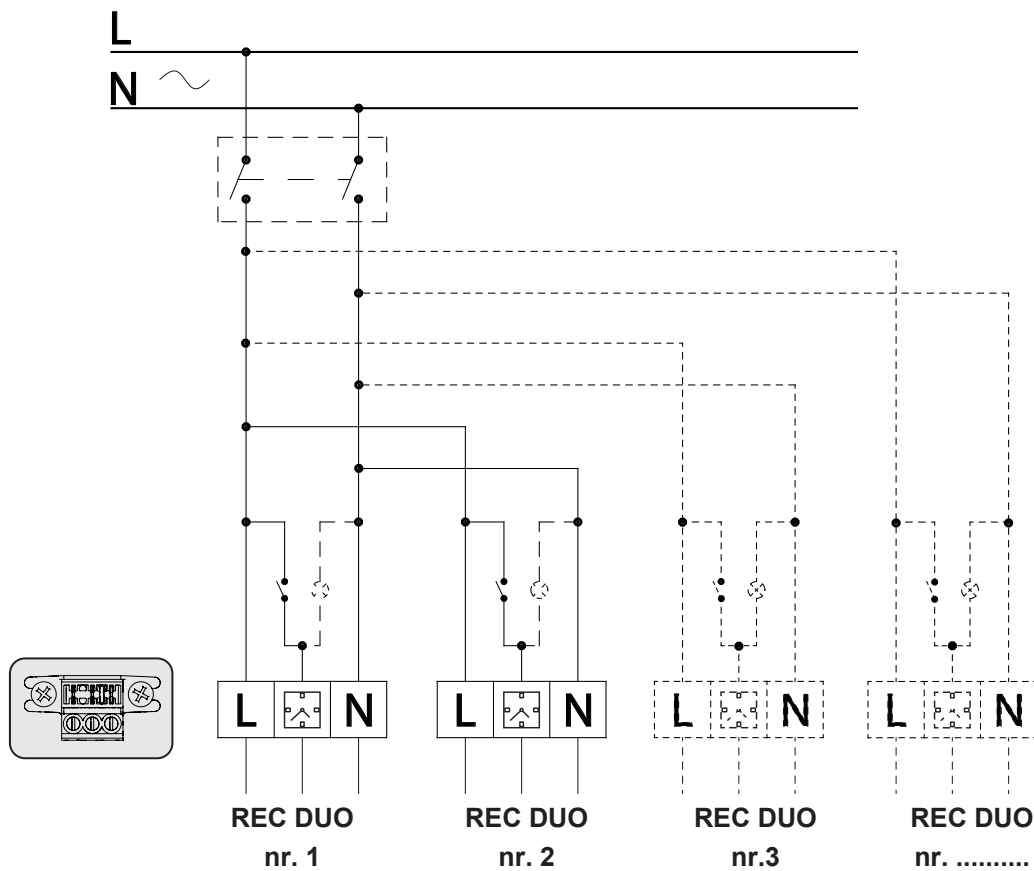 L
N
L N L N L N L N
REC DUO REC DUO REC DUO REC DUO
nr. 1 nr. 2 nr.3 nr. ..........